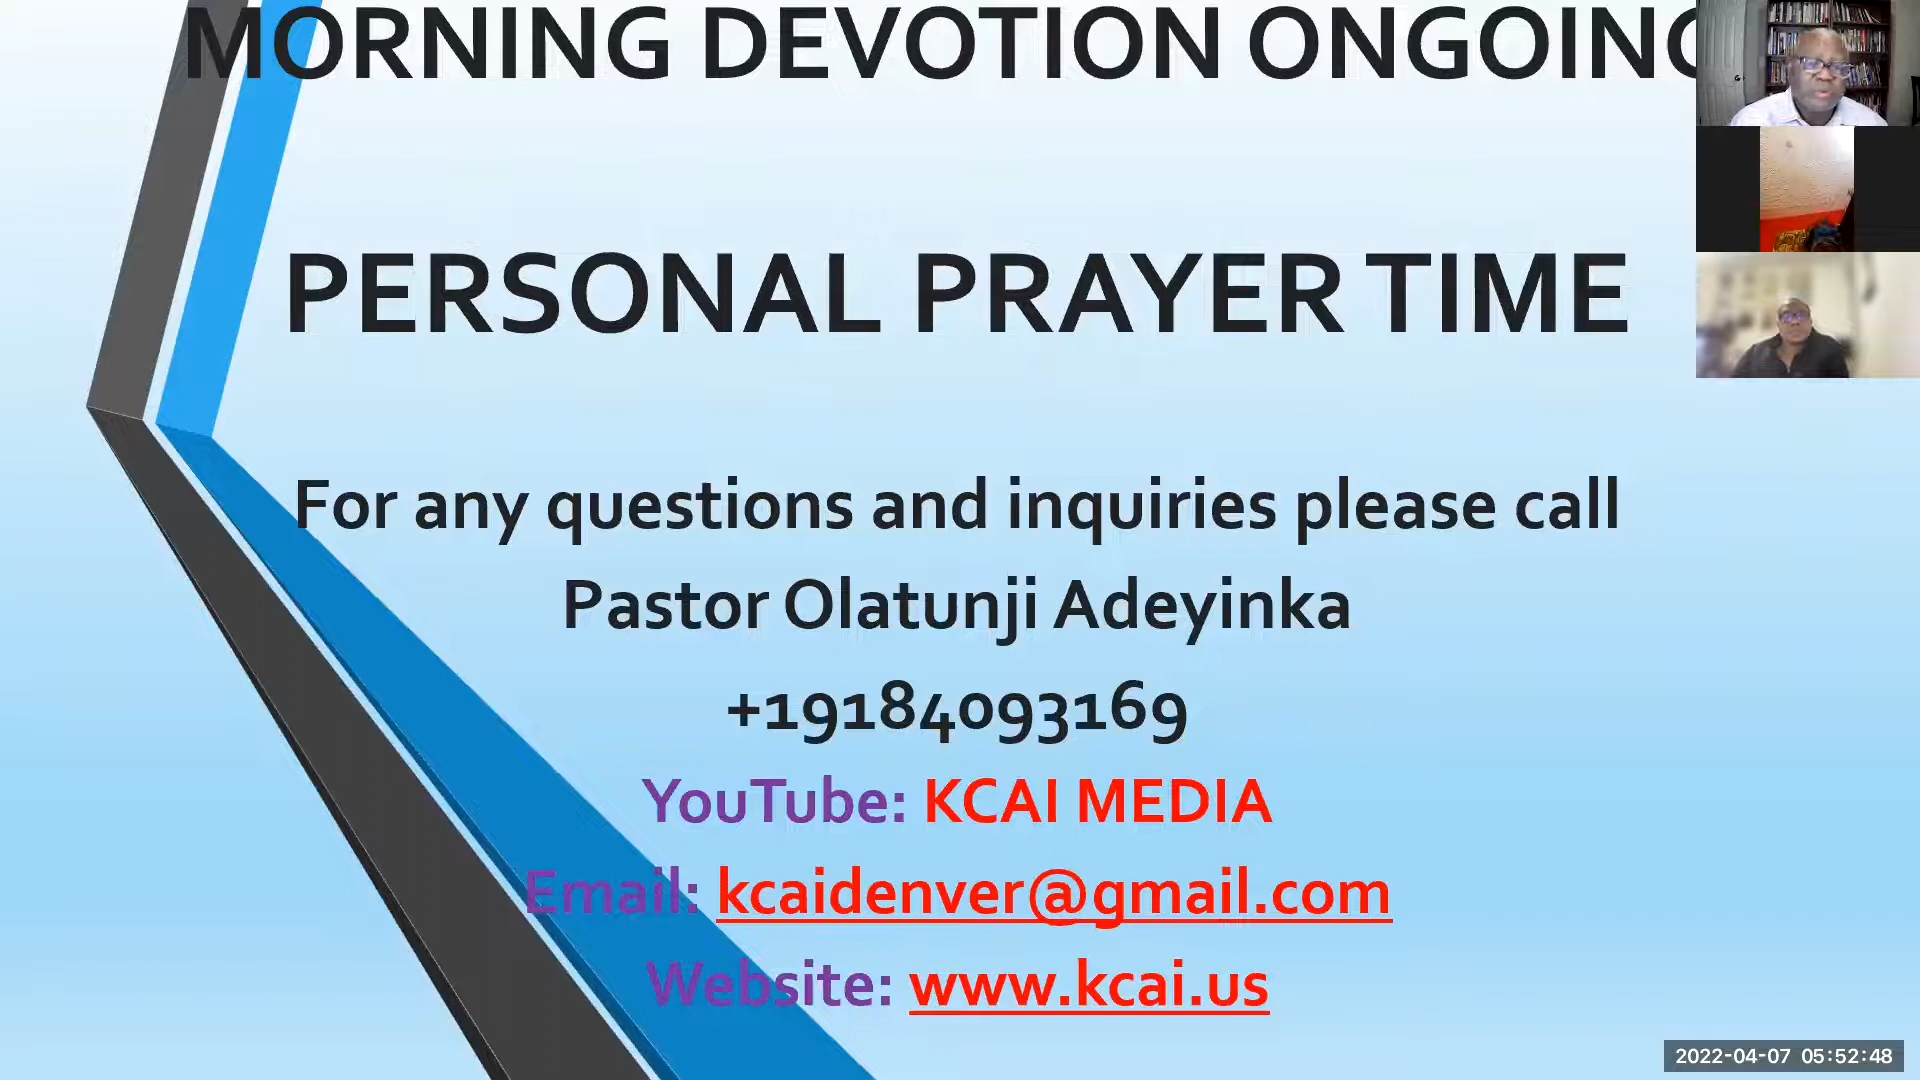 MORNING DEVOTION ONGOING
PERSONAL PRAYER TIME
For any questions and inquiries please call
Pastor Olatunji Adeyinka
+19184093169
YouTube: KCAI MEDIA
Email: kcaidenver@gmail.com
Website: www.kcai.us
2022-04-07 05:52:48